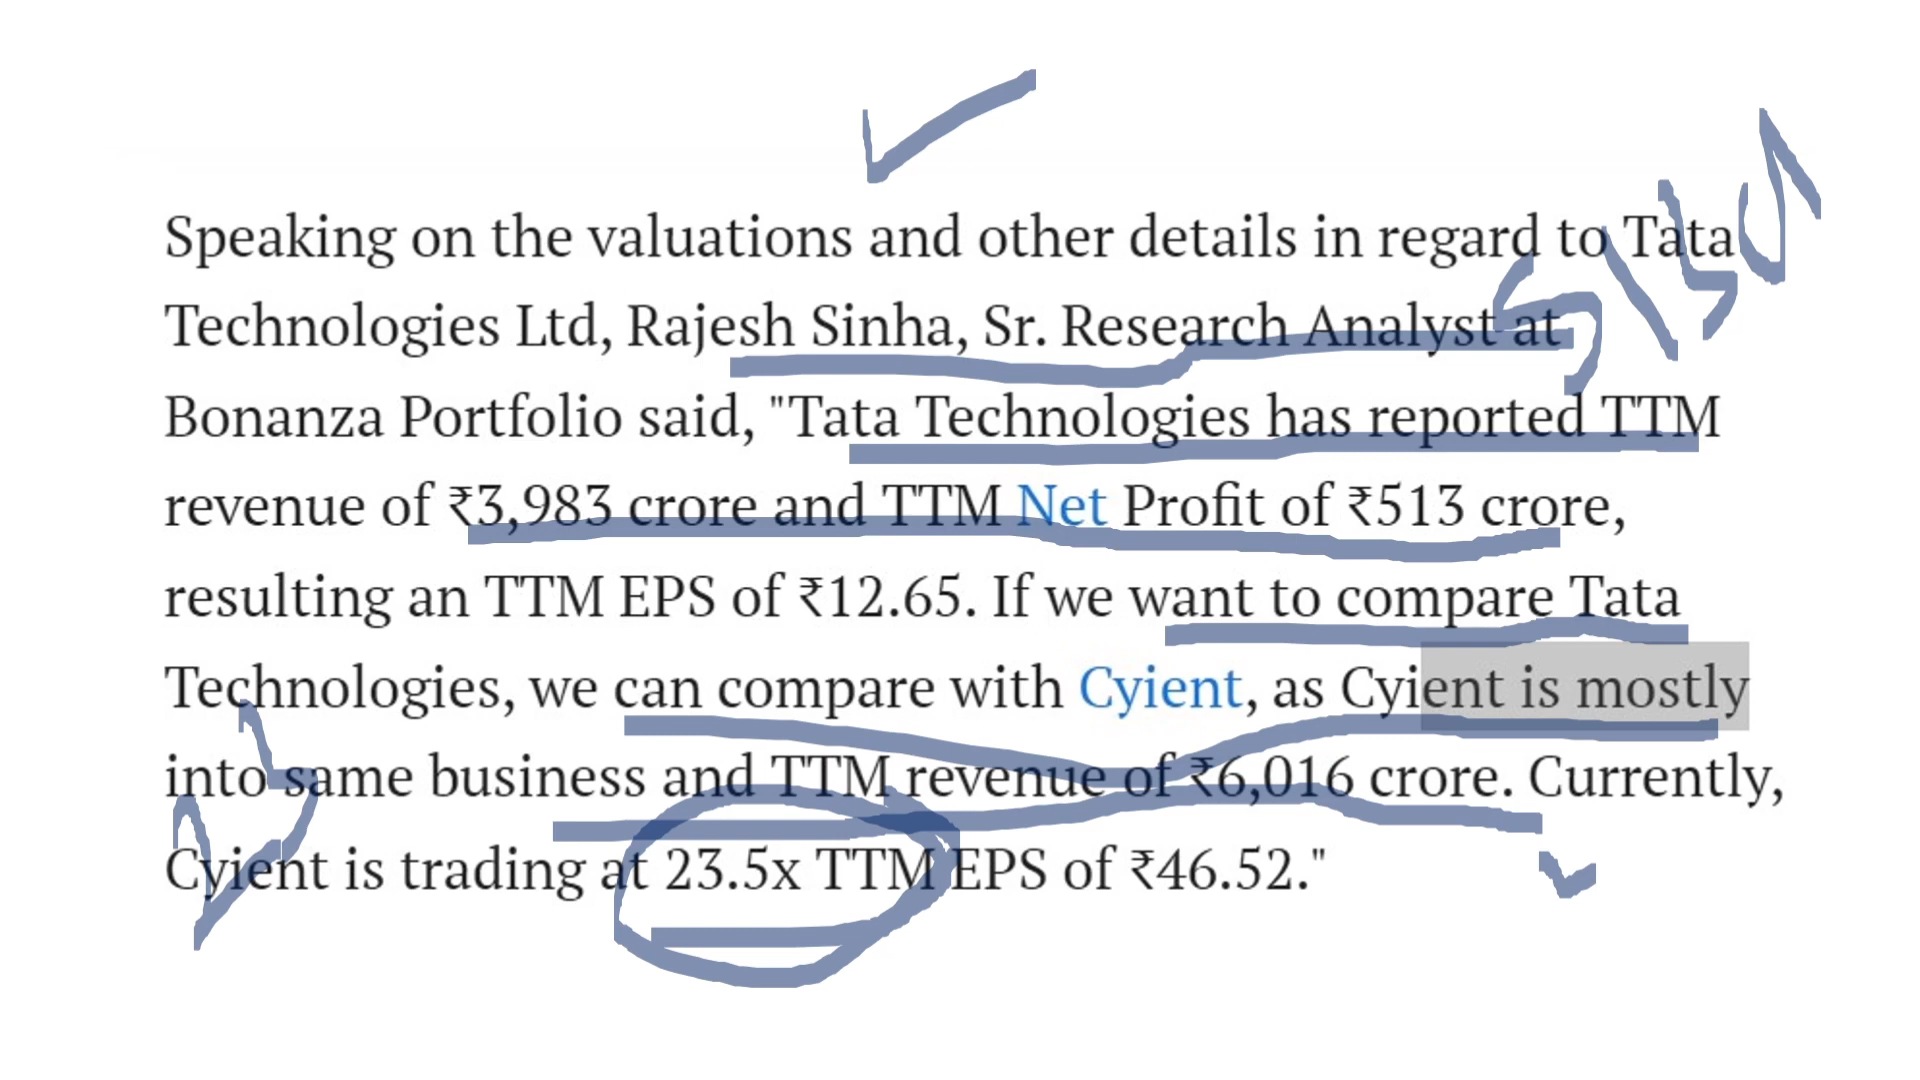 Speaking on the valuations and other details in regard to Tata
Technologies Ltd, Rajesh Sinha, Sr. Research Analyst at
Bonanza Portfolio said, "Tata Technologies has reported TTM
revenue of ₹3,983 crore and TTM Net Profit of ₹513 crore,
resulting an TTM EPS of ₹12.65. If we want to compare Tata
Technologies, we can compare with Cyient, as Cyient is mostly
into same business and TTM revenue of ₹6,016 crore. Currently,
Cyient is trading at 23.5x TTM EPS of ₹46.52."